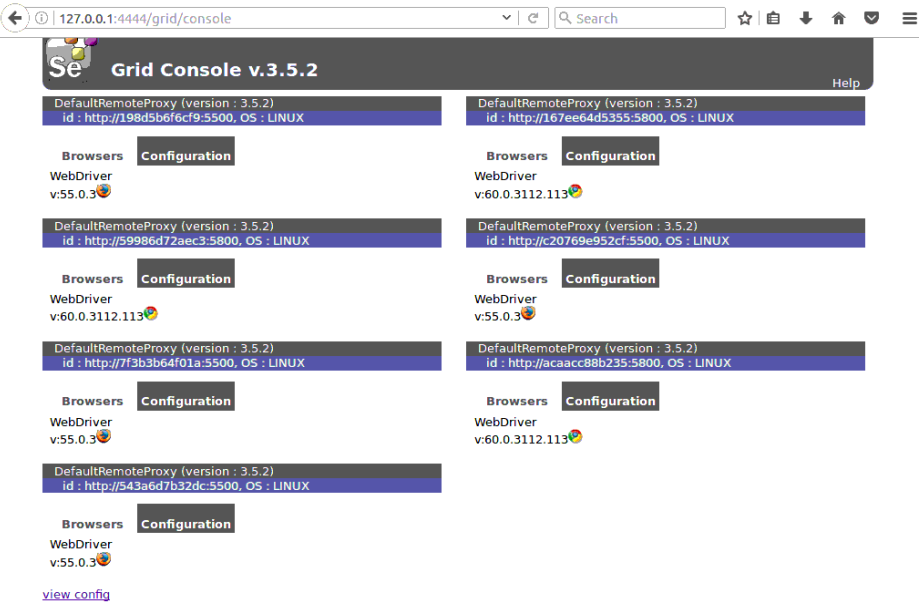 127.0.0.1:4444/grid/console
Search
Se
Grid Console v.3.5.2
Help
DefaultRemoteProxy (version : 3.5.2)
id : http://198d5b6f6cf9:5500, OS : LINUX
Browsers Configuration
WebDriver
v:55.0.3
DefaultRemoteProxy (version : 3.5.2)
id : http://167ee64d5355:5800, OS : LINUX
Browsers Configuration
WebDriver
v:60.0.3112.113
DefaultRemoteProxy (version : 3.5.2)
id : http://59986d72aec3:5800, OS : LINUX
Browsers Configuration
WebDriver
v:60.0.3112.113
DefaultRemoteProxy (version : 3.5.2)
id : http://c20769e952cf:5500, OS : LINUX
Browsers Configuration
WebDriver
v:55.0.3
DefaultRemoteProxy (version : 3.5.2)
id : http://7f3b3b64f01a:5500, OS : LINUX
Browsers Configuration
WebDriver
v:55.0.3
DefaultRemoteProxy (version : 3.5.2)
id : http://acaacc88b235:5800, OS : LINUX
Browsers Configuration
WebDriver
v:60.0.3112.113
DefaultRemoteProxy (version : 3.5.2)
id : http://543a6d7b32dc:5500, OS : LINUX
Browsers Configuration
WebDriver
v:55.0.3
view config